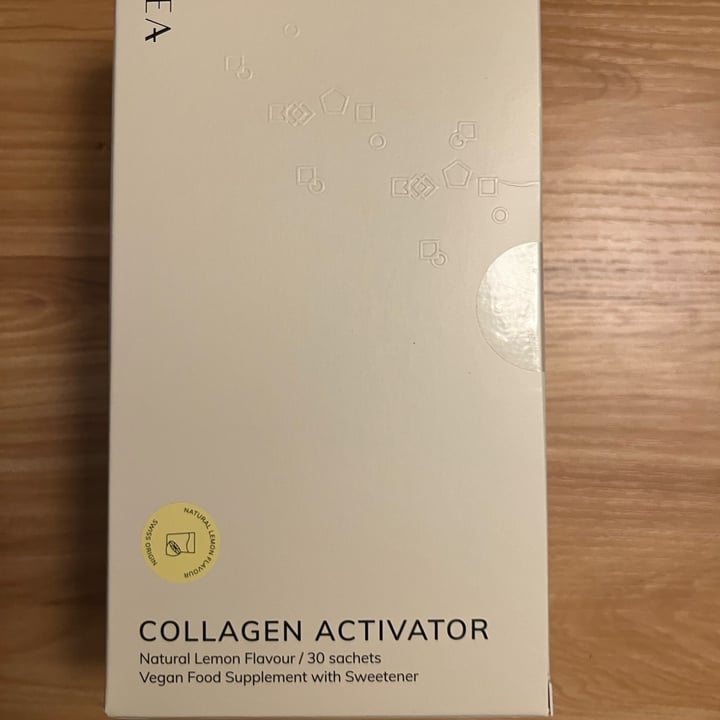 EA
NATURAL LEMON FLAVOUR
SWISS ORIGIN
COLLAGEN ACTIVATOR
Natural Lemon Flavour / 30 sachets
Vegan Food Supplement with Sweetener